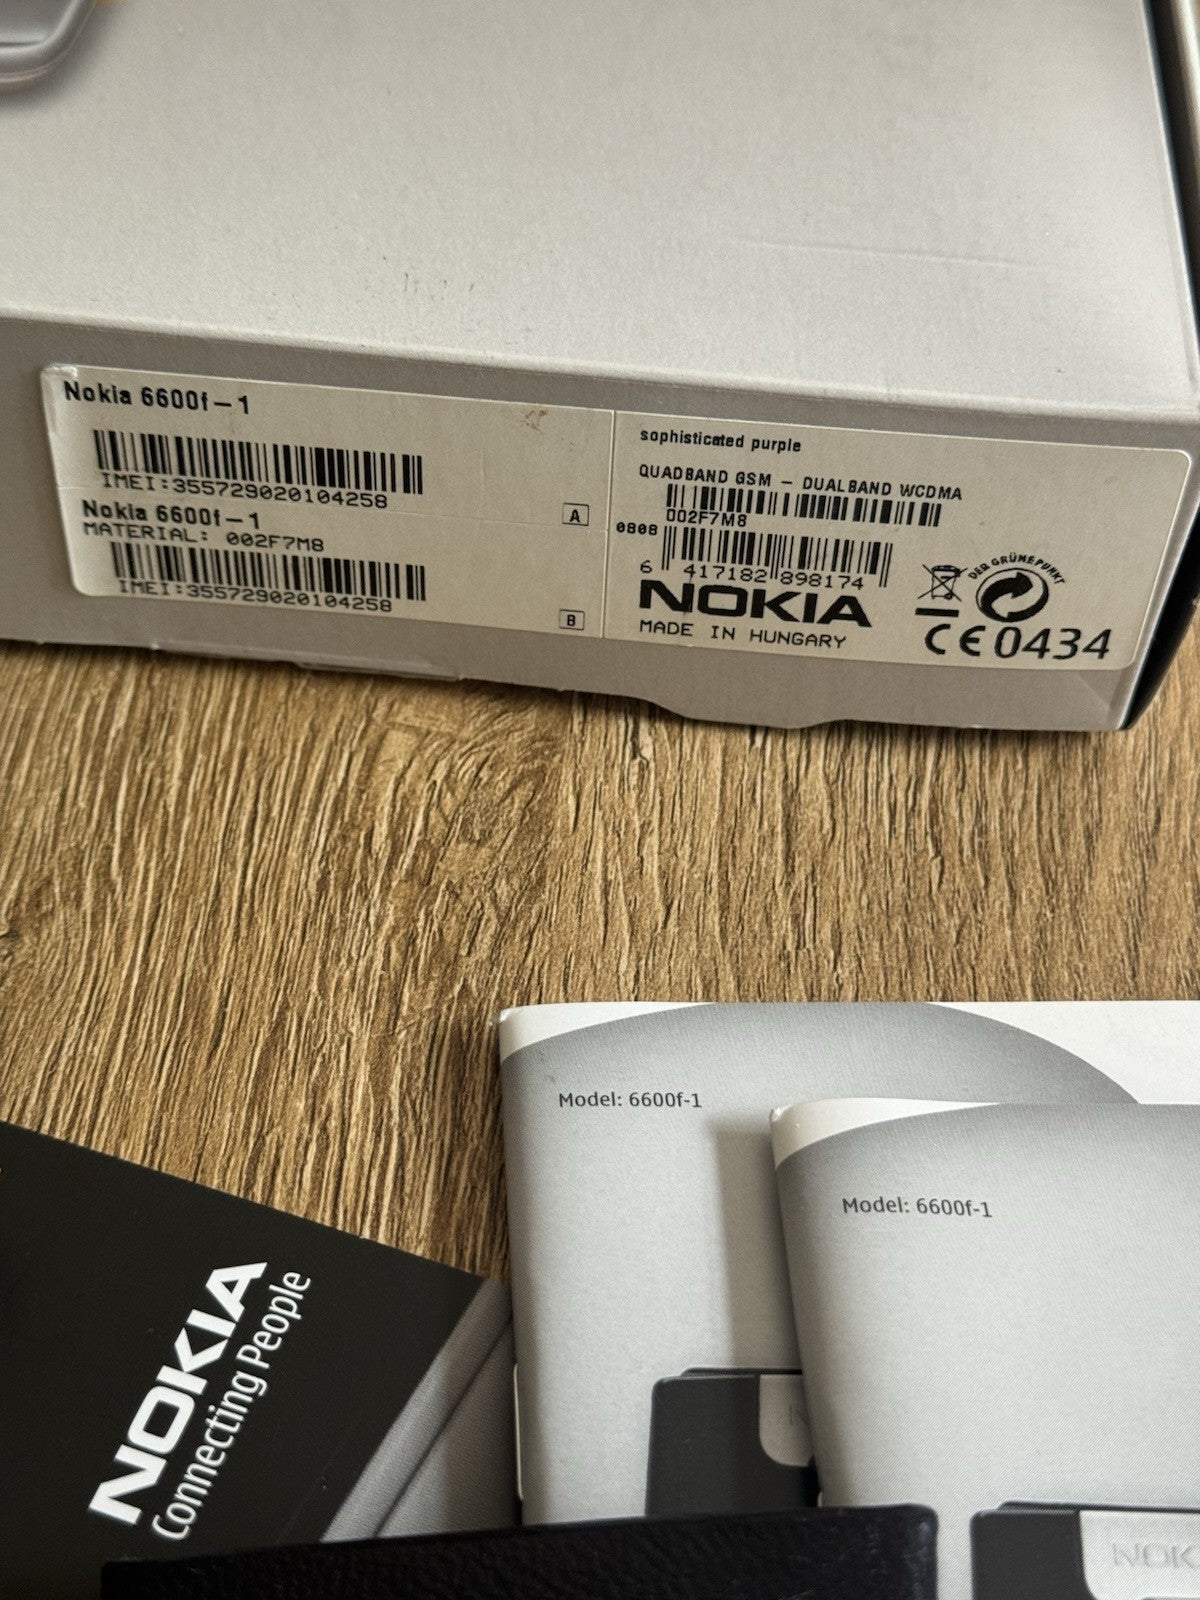 Nokia 6600f-1
IMEI:355729020104258
Nokia 6600f-1
MATERIAL: 002F7M8
IMEI:355729020104258
A
B
sophisticated purple
QUADBAND GSM - DUALBAND WCDMA
002F7M8
0808
6 417182 898174
NOKIA
MADE IN HUNGARY
DER GRÜNE PUNKT
CE0434
Model: 6600f-1
Model: 6600f-1
NOKIA
Connecting People
NOK